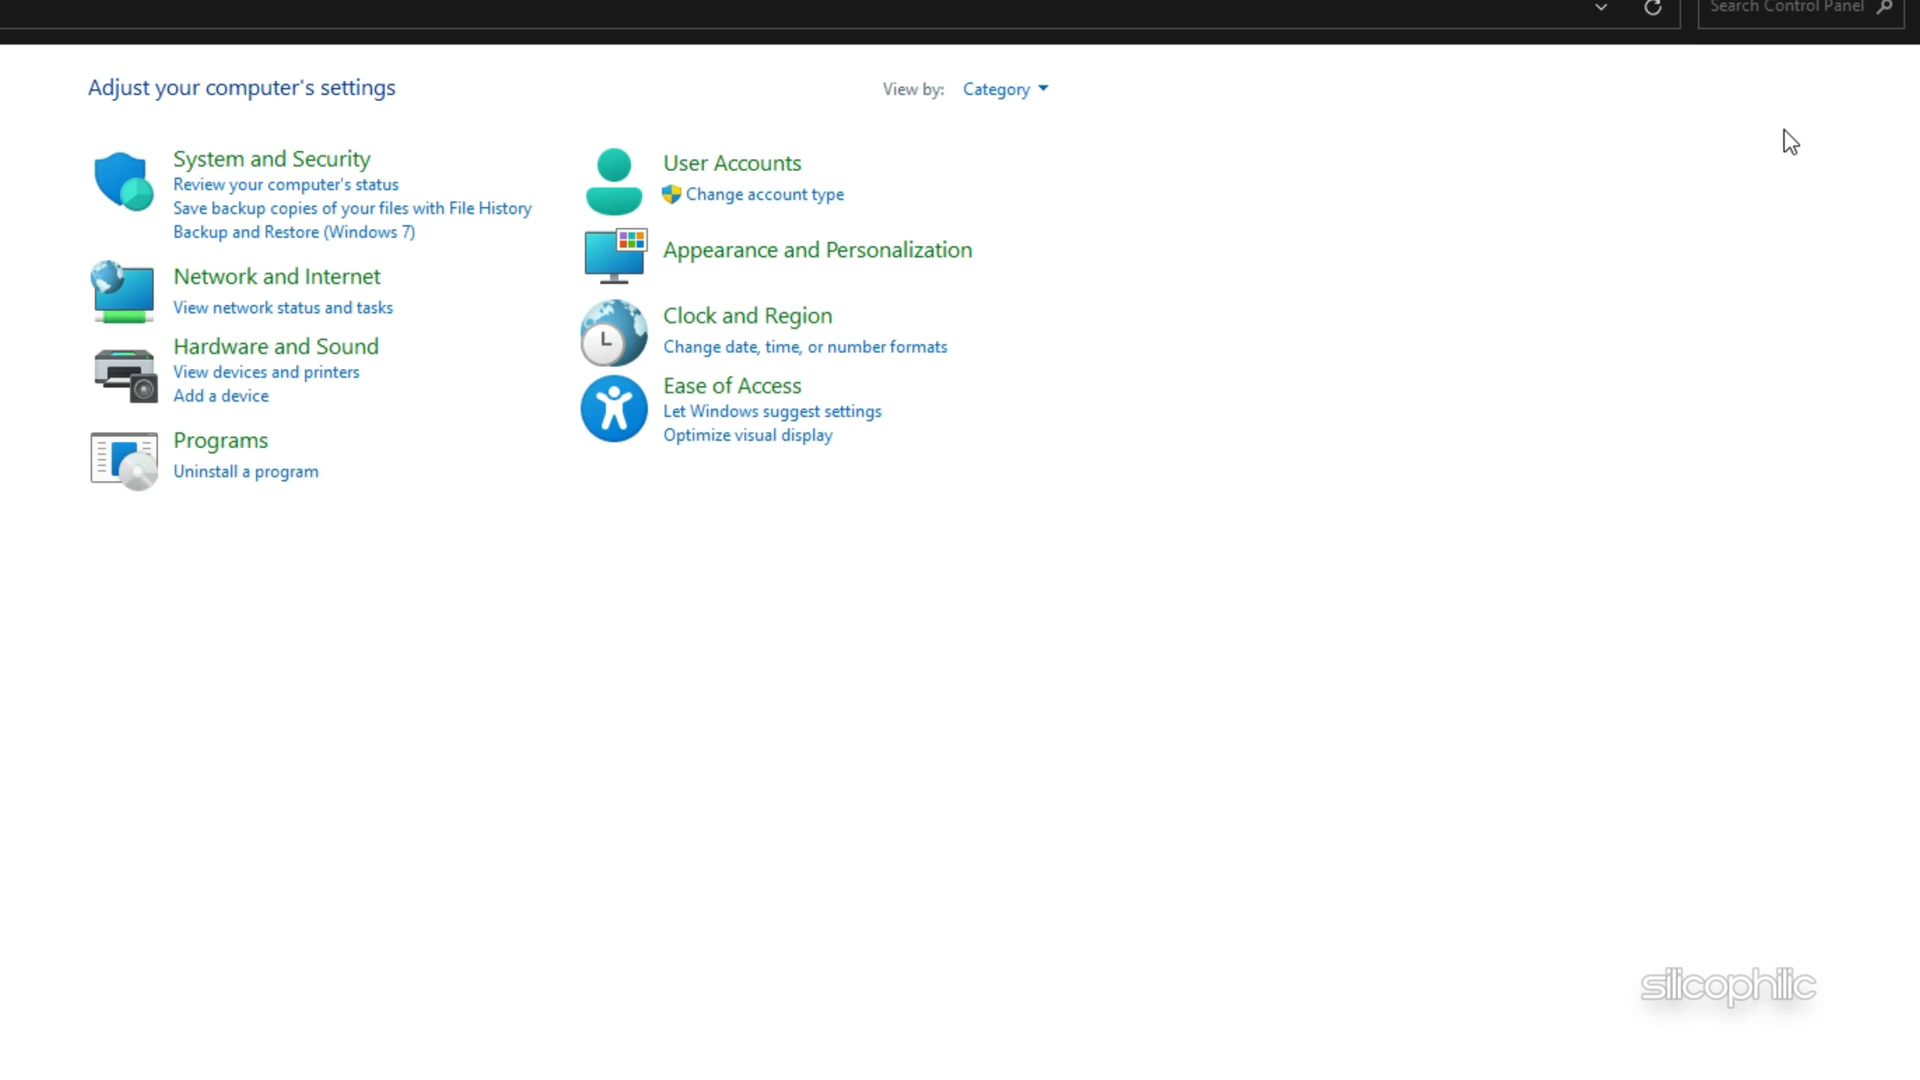 Search Control Panel
Adjust your computer's settings
View by: Category
System and Security
Review your computer's status
Save backup copies of your files with File History
Backup and Restore (Windows 7)
Network and Internet
View network status and tasks
Hardware and Sound
View devices and printers
Add a device
Programs
Uninstall a program
User Accounts
Change account type
Appearance and Personalization
Clock and Region
Change date, time, or number formats
Ease of Access
Let Windows suggest settings
Optimize visual display
silicophilic